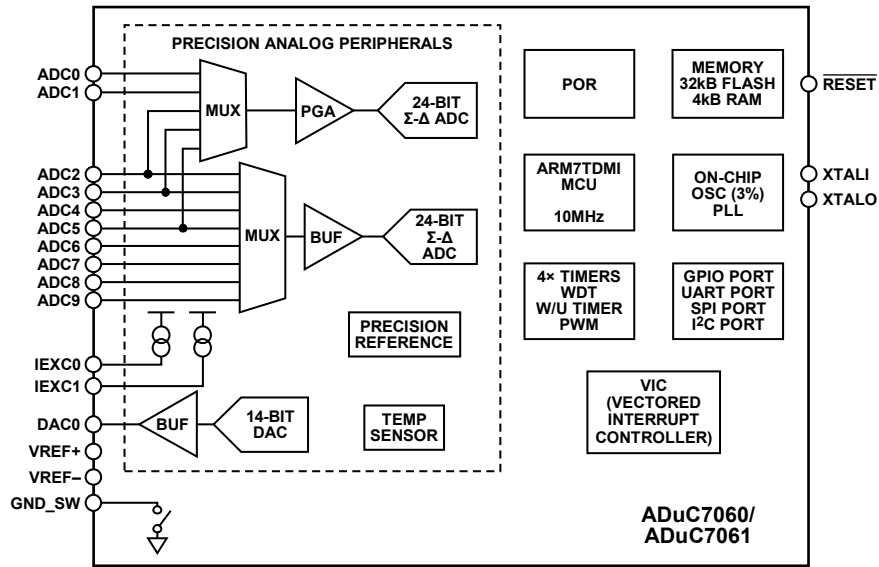 PRECISION ANALOG PERIPHERALS
ADC0
ADC1
MUX
PGA
24-BIT
Σ-Δ ADC
ADC2
ADC3
ADC4
ADC5
ADC6
ADC7
ADC8
ADC9
MUX
BUF
24-BIT
Σ-Δ
ADC
PRECISION
REFERENCE
IEXC0
IEXC1
DAC0
BUF
14-BIT
DAC
TEMP
SENSOR
VREF+
VREF–
GND_SW
POR
MEMORY
32kB FLASH
4kB RAM
RESET
ARM7TDMI
MCU
10MHz
ON-CHIP
OSC (3%)
PLL
XTALI
XTALO
4× TIMERS
WDT
W/U TIMER
PWM
GPIO PORT
UART PORT
SPI PORT
I2C PORT
VIC
(VECTORED
INTERRUPT
CONTROLLER)
ADuC7060/
ADuC7061